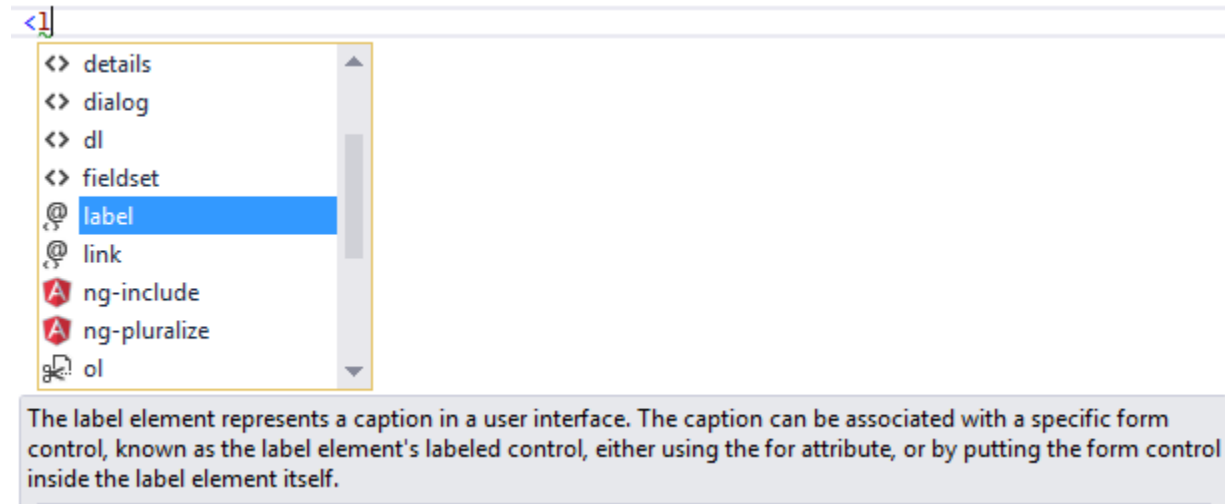 <l
details
dialog
dl
fieldset
label
link
ng-include
ng-pluralize
ol
The label element represents a caption in a user interface. The caption can be associated with a specific form
control, known as the label element's labeled control, either using the for attribute, or by putting the form control
inside the label element itself.